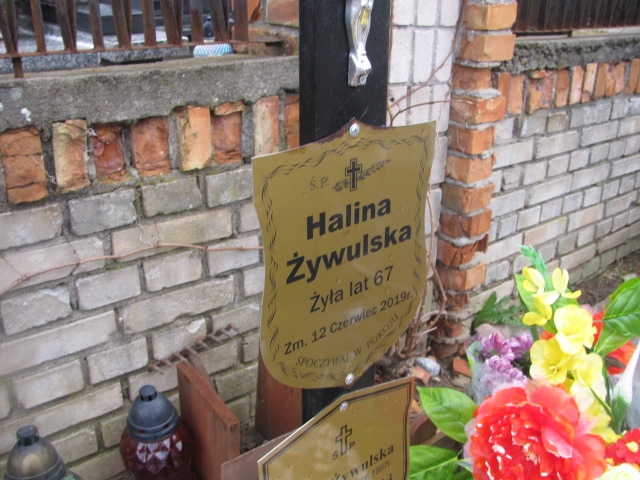 Ś.P.
Halina
Żywulska
Żyła lat 67
Zm. 12 Czerwiec 2019r.
SPOCZYWAJ W POKOJU
Ś P
Żywulska